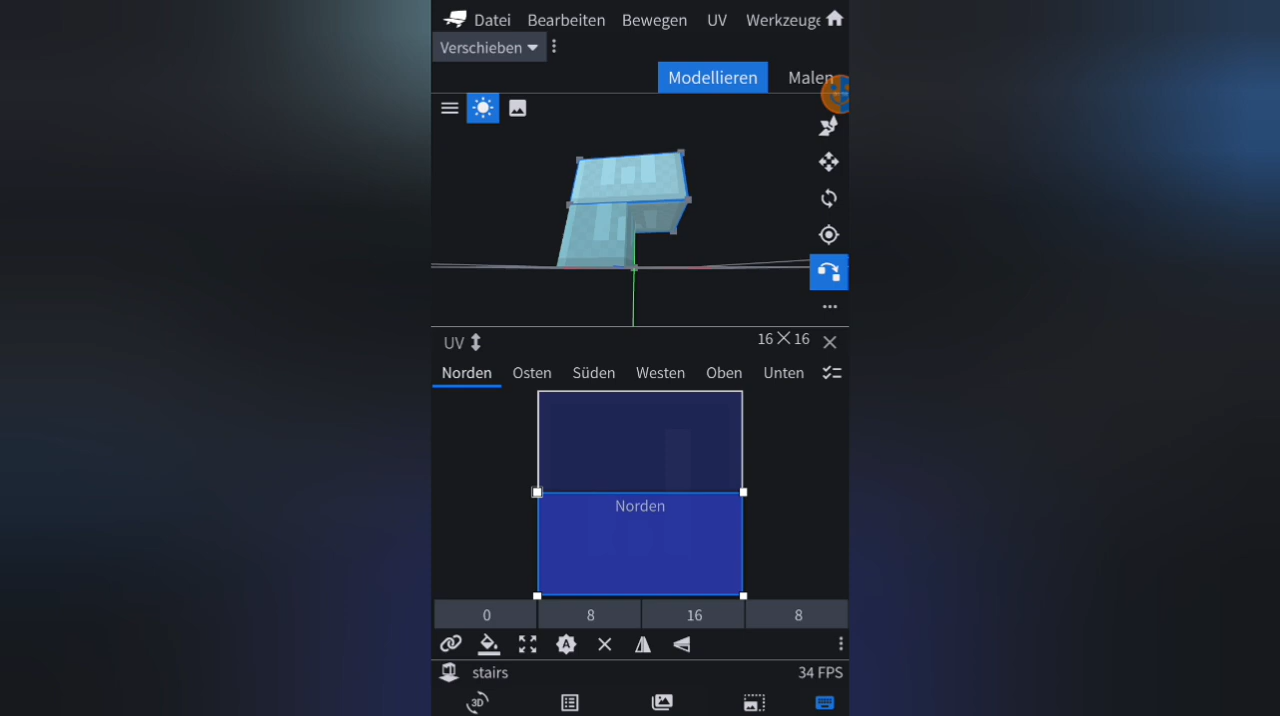 Datei Bearbeiten Bewegen UV Werkzeuge
Verschieben
Modellieren Malen
UV 16×16
Norden Osten Süden Westen Oben Unten
Norden
0 8 16 8
A
stairs 34 FPS
3D